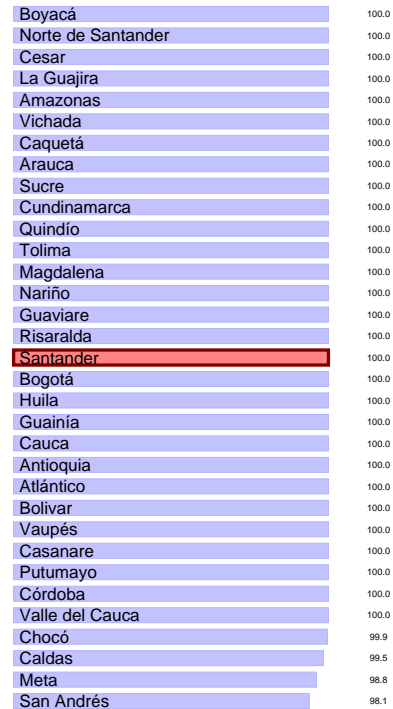 Boyacá 100.0
Norte de Santander 100.0
Cesar 100.0
La Guajira 100.0
Amazonas 100.0
Vichada 100.0
Caquetá 100.0
Arauca 100.0
Sucre 100.0
Cundinamarca 100.0
Quindío 100.0
Tolima 100.0
Magdalena 100.0
Nariño 100.0
Guaviare 100.0
Risaralda 100.0
Santander 100.0
Bogotá 100.0
Huila 100.0
Guainía 100.0
Cauca 100.0
Antioquia 100.0
Atlántico 100.0
Bolivar 100.0
Vaupés 100.0
Casanare 100.0
Putumayo 100.0
Córdoba 100.0
Valle del Cauca 100.0
Chocó 99.9
Caldas 99.5
Meta 98.8
San Andrés 98.1